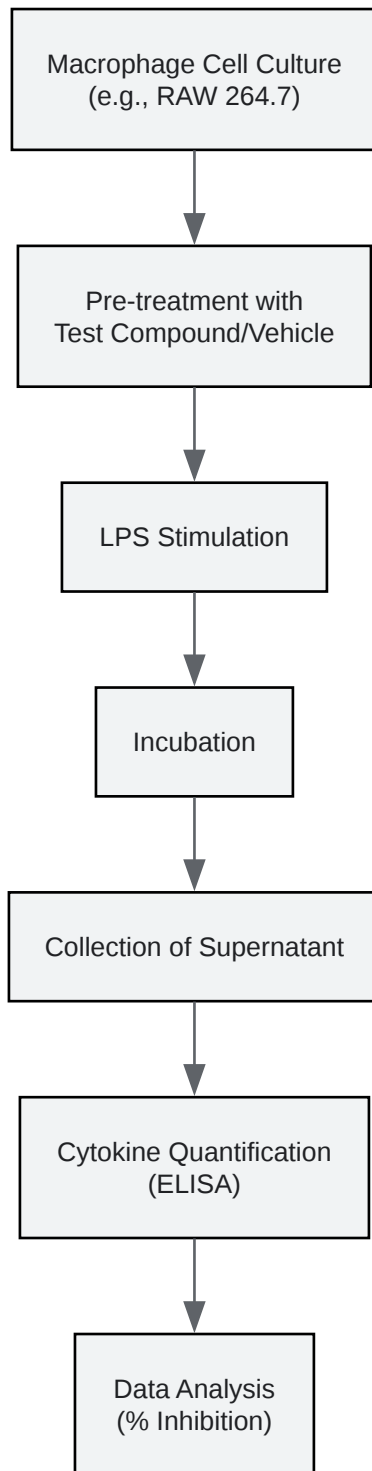 Macrophage Cell Culture
(e.g., RAW 264.7)
Pre-treatment with
Test Compound/Vehicle
LPS Stimulation
Incubation
Collection of Supernatant
Cytokine Quantification
(ELISA)
Data Analysis
(% Inhibition)